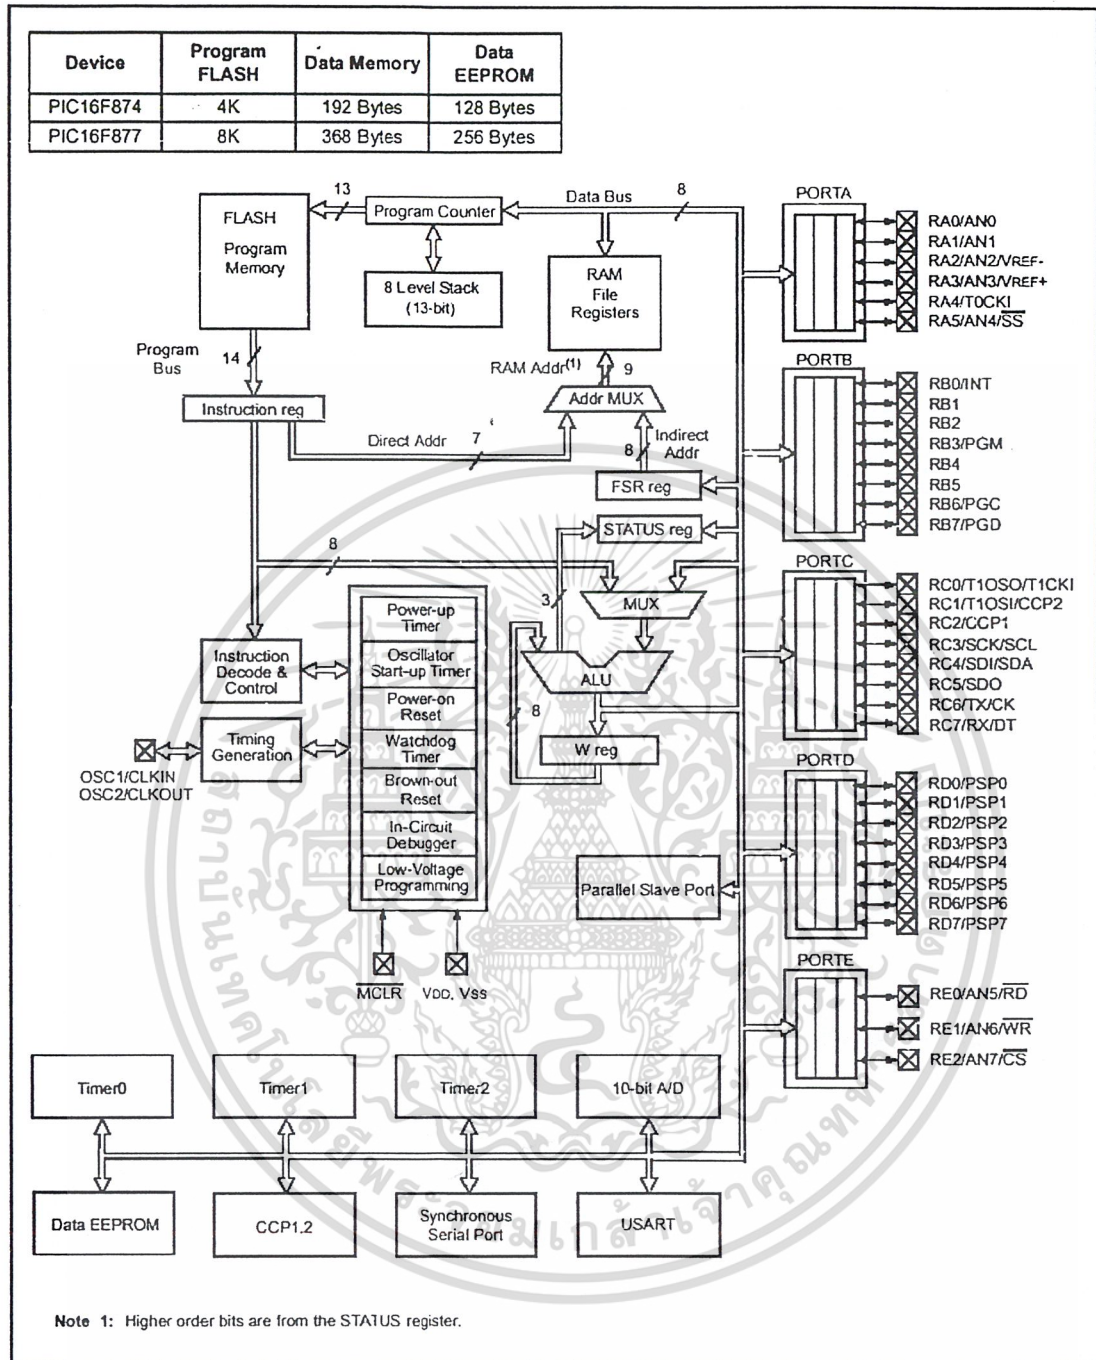 Device Program FLASH Data Memory Data EEPROM
PIC16F874 4K 192 Bytes 128 Bytes
PIC16F877 8K 368 Bytes 256 Bytes
FLASH
Program
Memory
13
Program Counter
Data Bus
8
8 Level Stack
(13-bit)
RAM
File
Registers
Program
Bus
14
RAM Addr(1)
9
Addr MUX
Instruction reg
Direct Addr
7
8
Indirect
Addr
FSR reg
STATUS reg
8
3
MUX
ALU
8
W reg
Instruction
Decode &
Control
Timing
Generation
OSC1/CLKIN
OSC2/CLKOUT
Power-up
Timer
Oscillator
Start-up Timer
Power-on
Reset
Watchdog
Timer
Brown-out
Reset
In-Circuit
Debugger
Low-Voltage
Programming
MCLR
VDD, VSS
Parallel Slave Port
PORTA
RA0/AN0
RA1/AN1
RA2/AN2/VREF-
RA3/AN3/VREF+
RA4/T0CKI
RA5/AN4/SS
PORTB
RB0/INT
RB1
RB2
RB3/PGM
RB4
RB5
RB6/PGC
RB7/PGD
PORTC
RC0/T1OSO/T1CKI
RC1/T1OSI/CCP2
RC2/CCP1
RC3/SCK/SCL
RC4/SDI/SDA
RC5/SDO
RC6/TX/CK
RC7/RX/DT
PORTD
RD0/PSP0
RD1/PSP1
RD2/PSP2
RD3/PSP3
RD4/PSP4
RD5/PSP5
RD6/PSP6
RD7/PSP7
PORTE
RE0/AN5/RD
RE1/AN6/WR
RE2/AN7/CS
Timer0
Timer1
Timer2
10-bit A/D
Data EEPROM
CCP1,2
Synchronous
Serial Port
USART
Note 1: Higher order bits are from the STATUS register.